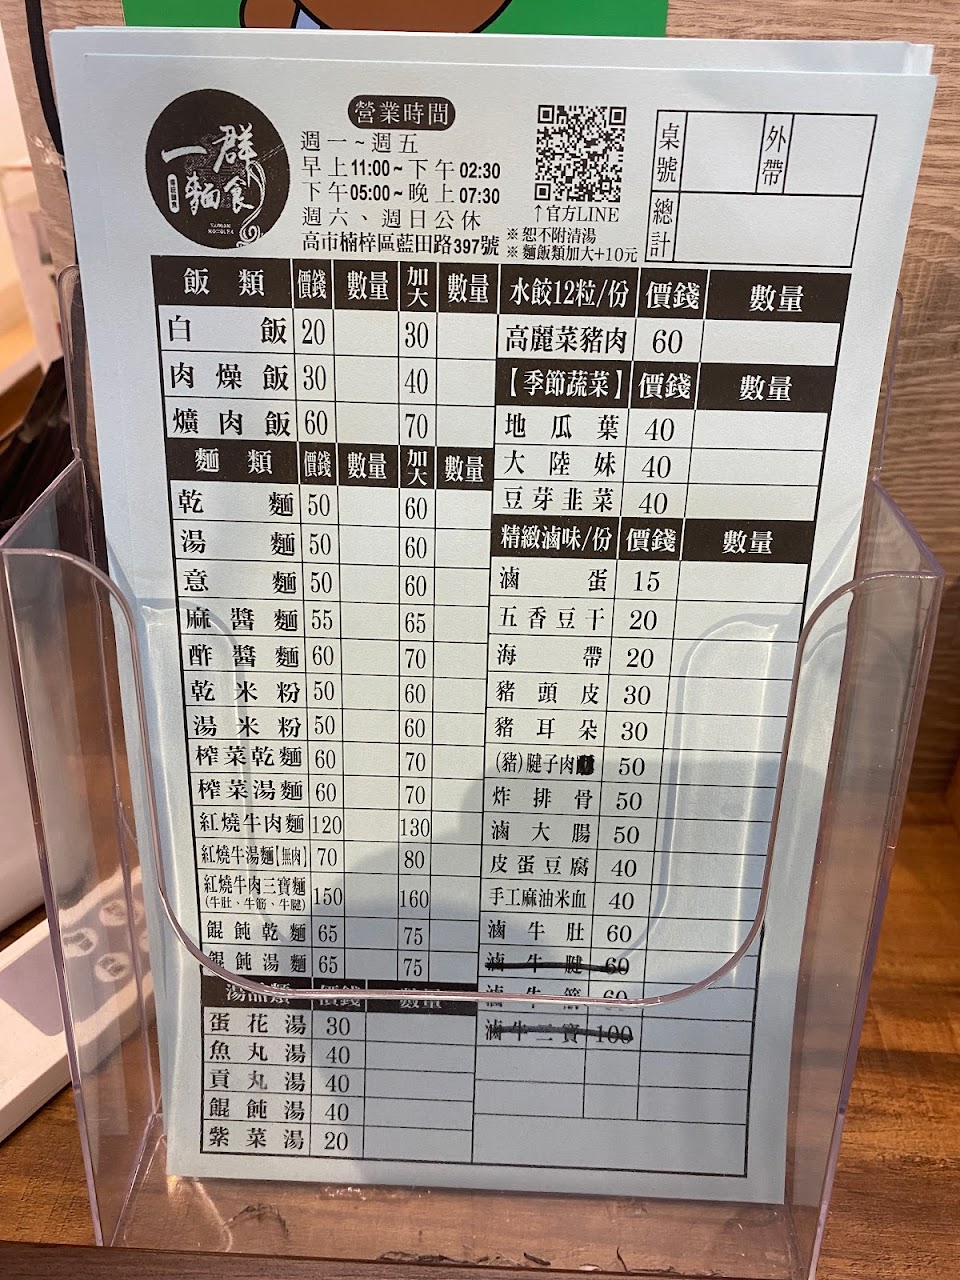 一群
麵食
營業時間
週一~週五
早上11:00~下午02:30
下午05:00~晚上07:30
週六、週日公休
高市楠梓區藍田路397號
↑官方LINE
※恕不附清湯
※麵飯類加大+10元
桌號 外帶
總計
飯類 價錢 數量 加大 數量
白飯 20 30
肉燥飯 30 40
爌肉飯 60 70
麵類 價錢 數量 加大 數量
乾麵 50 60
湯麵 50 60
意麵 50 60
麻醬麵 55 65
酢醬麵 60 70
乾米粉 50 60
湯米粉 50 60
榨菜乾麵 60 70
榨菜湯麵 60 70
紅燒牛肉麵 120 130
紅燒牛湯麵【無肉】 70 80
紅燒牛肉三寶麵 150 160
(牛肚、牛筋、牛腱)
餛飩乾麵 65 75
餛飩湯麵 65 75
湯品類 價錢 數量
蛋花湯 30
魚丸湯 40
貢丸湯 40
餛飩湯 40
紫菜湯 20
水餃12粒/份 價錢 數量
高麗菜豬肉 60
【季節蔬菜】 價錢 數量
地瓜葉 40
大陸妹 40
豆芽韭菜 40
精緻滷味/份 價錢 數量
滷蛋 15
五香豆干 20
海帶 20
豬頭皮 30
豬耳朵 30
(豬)腱子肉 50
炸排骨 50
滷大腸 50
皮蛋豆腐 40
手工麻油米血 40
滷牛肚 60
滷牛腱 60
滷牛筋 60
滷牛三寶 100